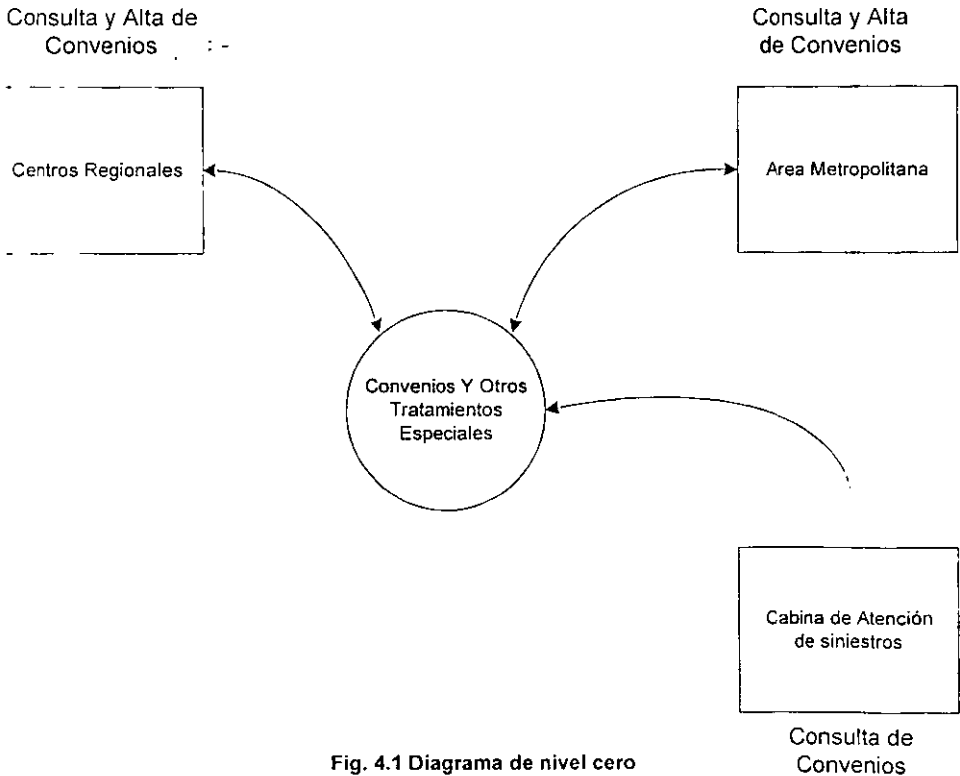 Consulta y Alta de
Convenios
Consulta y Alta
de Convenios
Centros Regionales
Area Metropolitana
Convenios Y Otros
Tratamientos
Especiales
Cabina de Atención
de siniestros
Consulta de
Convenios
Fig. 4.1 Diagrama de nivel cero